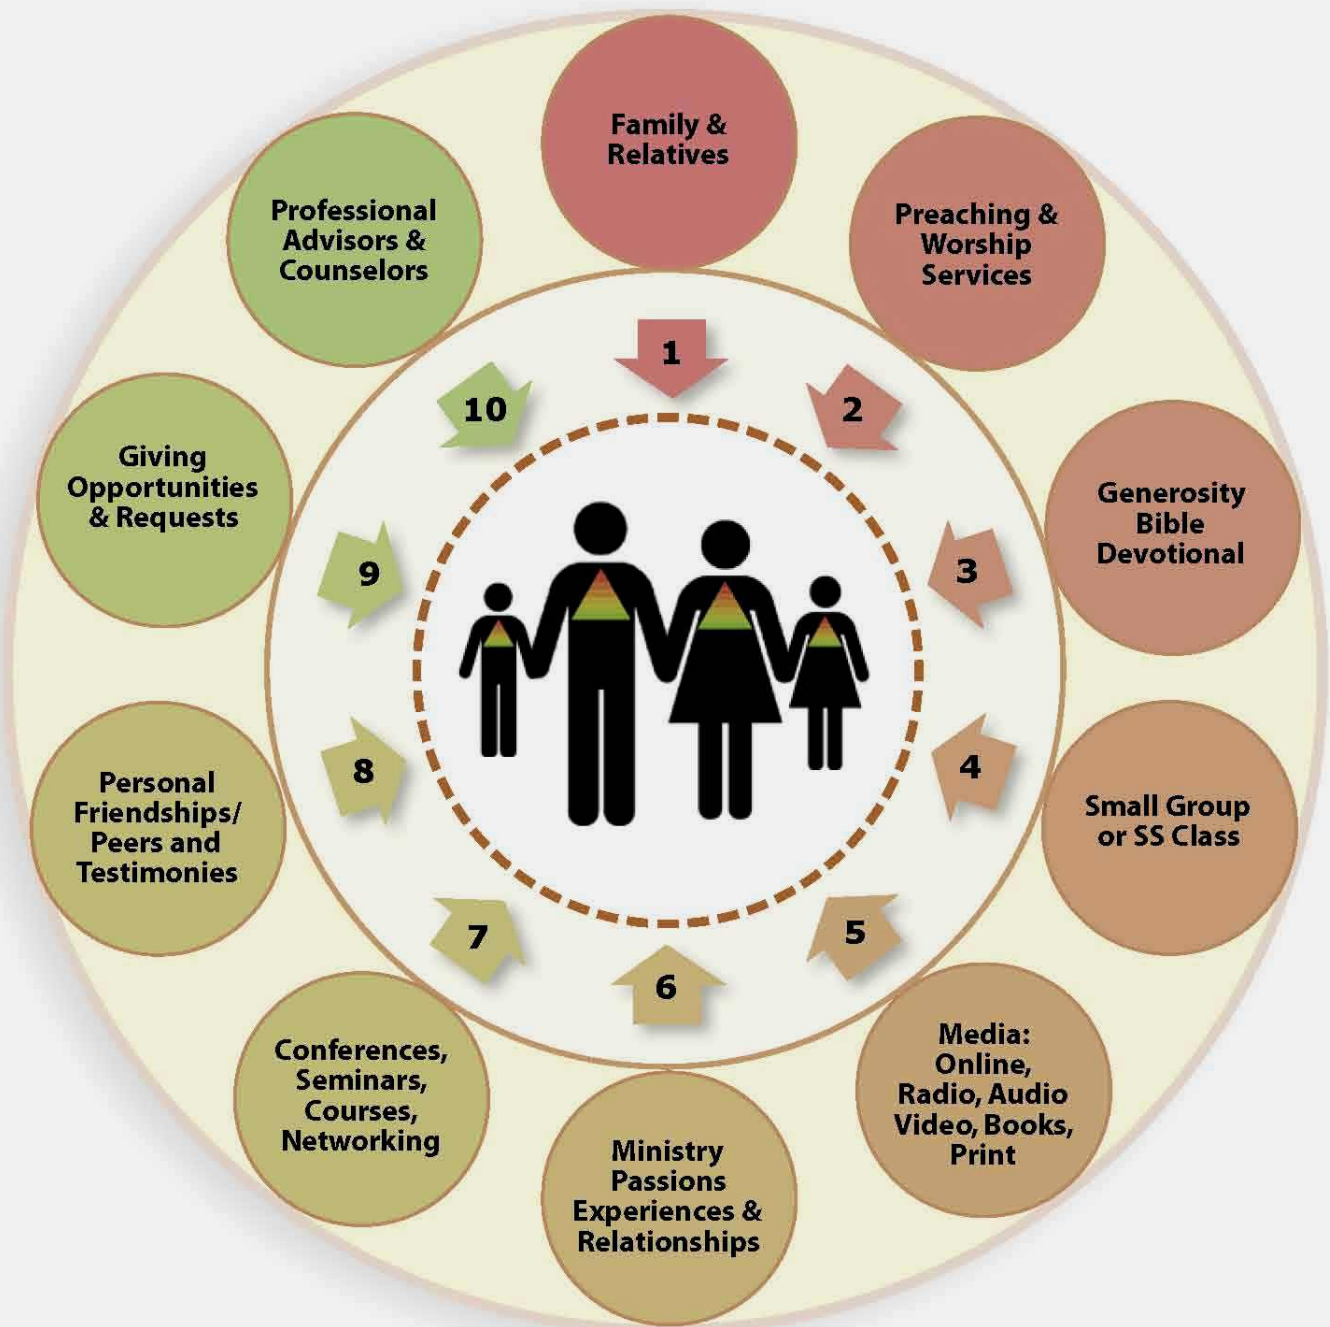 Family &
Relatives
Preaching &
Worship
Services
Generosity
Bible
Devotional
Small Group
or SS Class
Media:
Online,
Radio, Audio
Video, Books,
Print
Ministry
Passions
Experiences &
Relationships
Conferences,
Seminars,
Courses,
Networking
Personal
Friendships/
Peers and
Testimonies
Giving
Opportunities
& Requests
Professional
Advisors &
Counselors
1
2
3
4
5
6
7
8
9
10